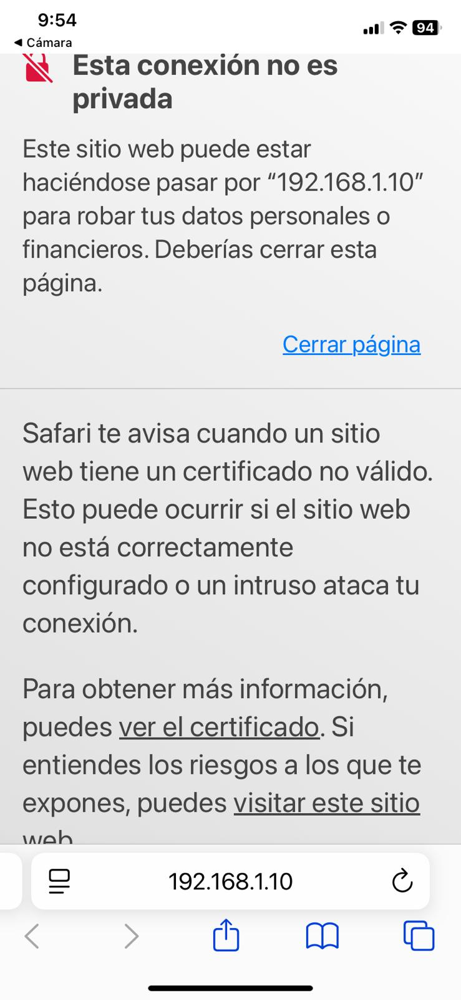 9:54
94
◀ Cámara
Esta conexión no es
privada
Este sitio web puede estar
haciéndose pasar por “192.168.1.10”
para robar tus datos personales o
financieros. Deberías cerrar esta
página.
Cerrar página
Safari te avisa cuando un sitio
web tiene un certificado no válido.
Esto puede ocurrir si el sitio web
no está correctamente
configurado o un intruso ataca tu
conexión.
Para obtener más información,
puedes ver el certificado. Si
entiendes los riesgos a los que te
expones, puedes visitar este sitio
web
192.168.1.10